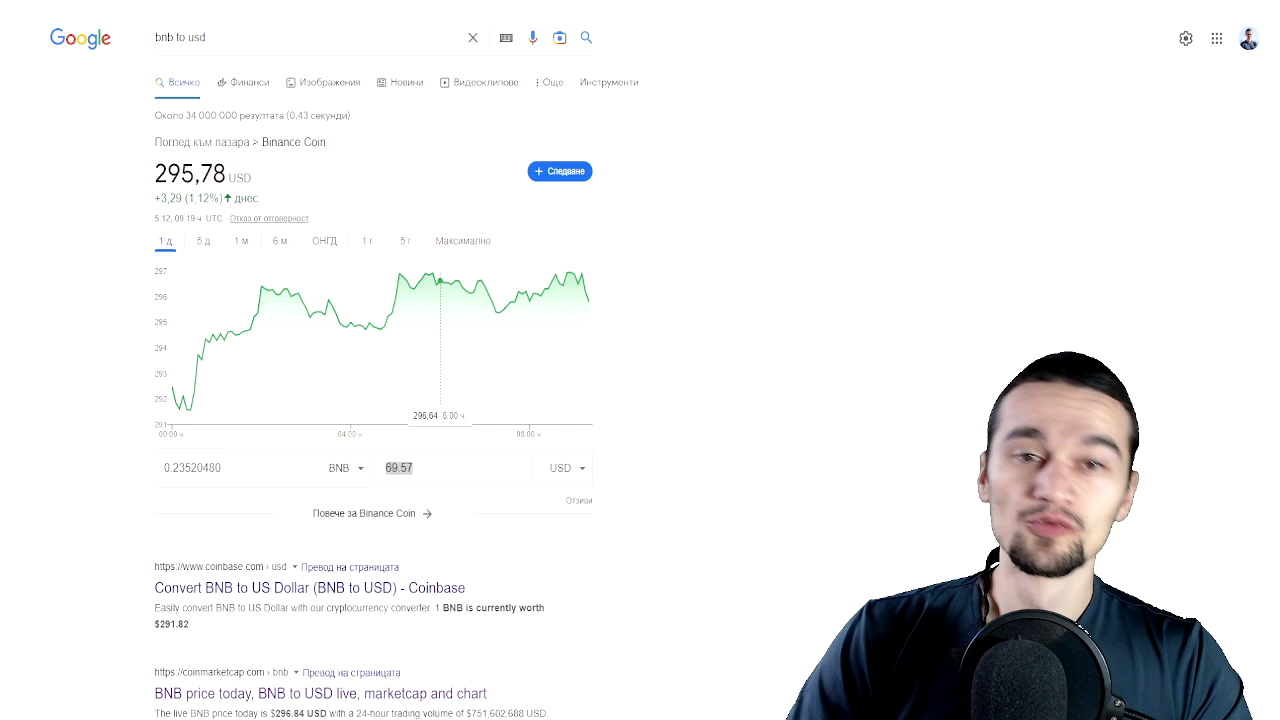 Google
bnb to usd
Всичко Финанси Изображения Новини Видеоклипове Още Инструменти
Около 34 000 000 резултата (0,43 секунди)
Поглед към пазара > Binance Coin
295,78 USD
+ Следване
+3,29 (1,12%) днес
5.12, 09.19 ч. UTC · Отказ от отговорност
1 д 5 д 1 м. 6 м. ОНГД 1 г 5 г Максимално
297
296
295
294
293
292
291
296,64 6.00 ч.
00.00 ч 04.00 ч 08.00 ч
0.23520480 BNB 69.57 USD
Отзиви
Повече за Binance Coin →
https://www.coinbase.com › usd Превод на страницата
Convert BNB to US Dollar (BNB to USD) - Coinbase
Easily convert BNB to US Dollar with our cryptocurrency converter 1 BNB is currently worth
$291.82
https://coinmarketcap.com › bnb Превод на страницата
BNB price today, BNB to USD live, marketcap and chart
The live BNB price today is $296.84 USD with a 24-hour trading volume of $751,602,688 USD.